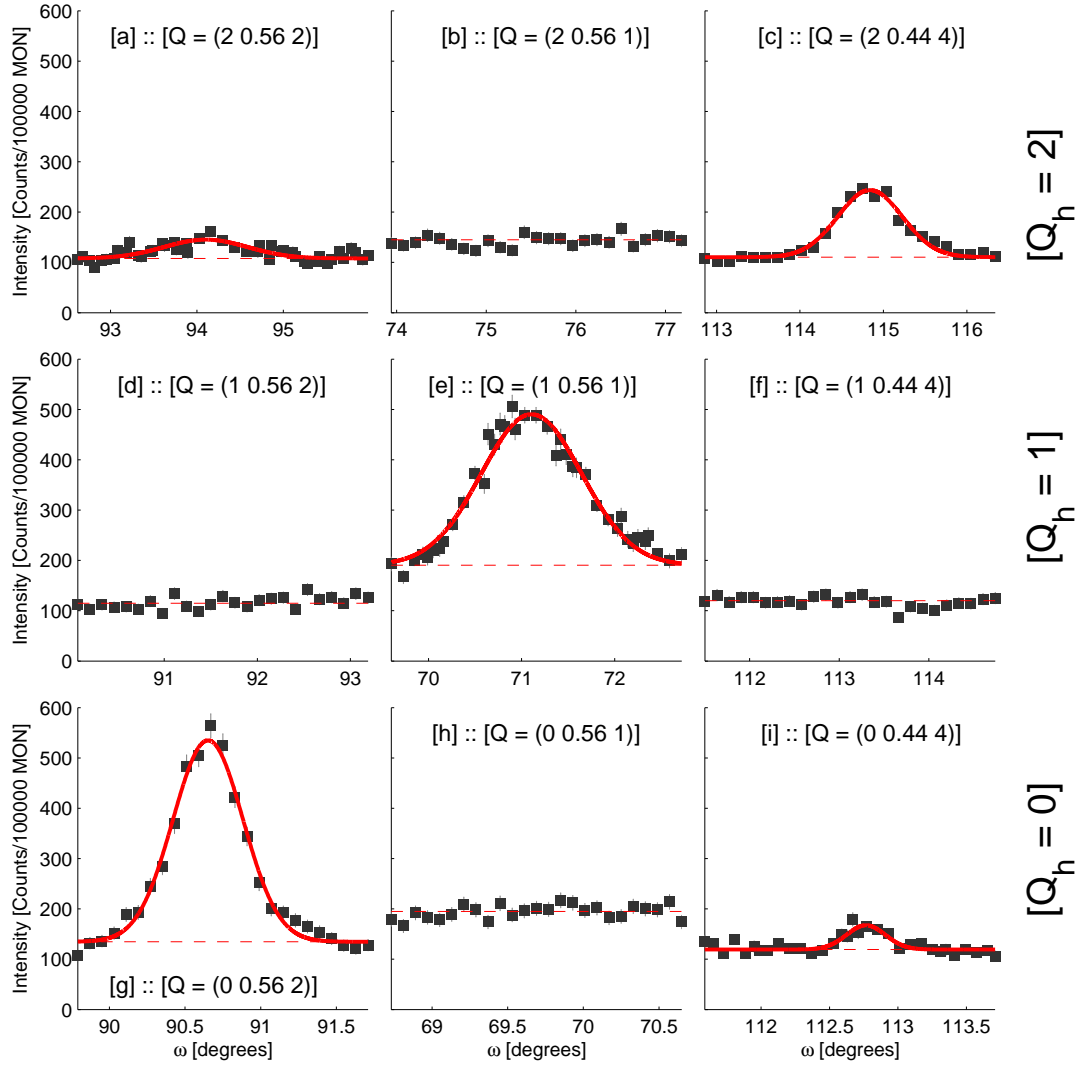 [a] :: [Q = (2 0.56 2)]
[b] :: [Q = (2 0.56 1)]
[c] :: [Q = (2 0.44 4)]
600
500
400
300
200
100
0
Intensity [Counts/100000 MON]
93 94 95
74 75 76 77
113 114 115 116
[Q_h = 2]
[d] :: [Q = (1 0.56 2)]
[e] :: [Q = (1 0.56 1)]
[f] :: [Q = (1 0.44 4)]
600
500
400
300
200
100
0
Intensity [Counts/100000 MON]
91 92 93
70 71 72
112 113 114
[Q_h = 1]
[g] :: [Q = (0 0.56 2)]
[h] :: [Q = (0 0.56 1)]
[i] :: [Q = (0 0.44 4)]
600
500
400
300
200
100
0
Intensity [Counts/100000 MON]
90 90.5 91 91.5
69 69.5 70 70.5
112 112.5 113 113.5
ω [degrees]
ω [degrees]
ω [degrees]
[Q_h = 0]